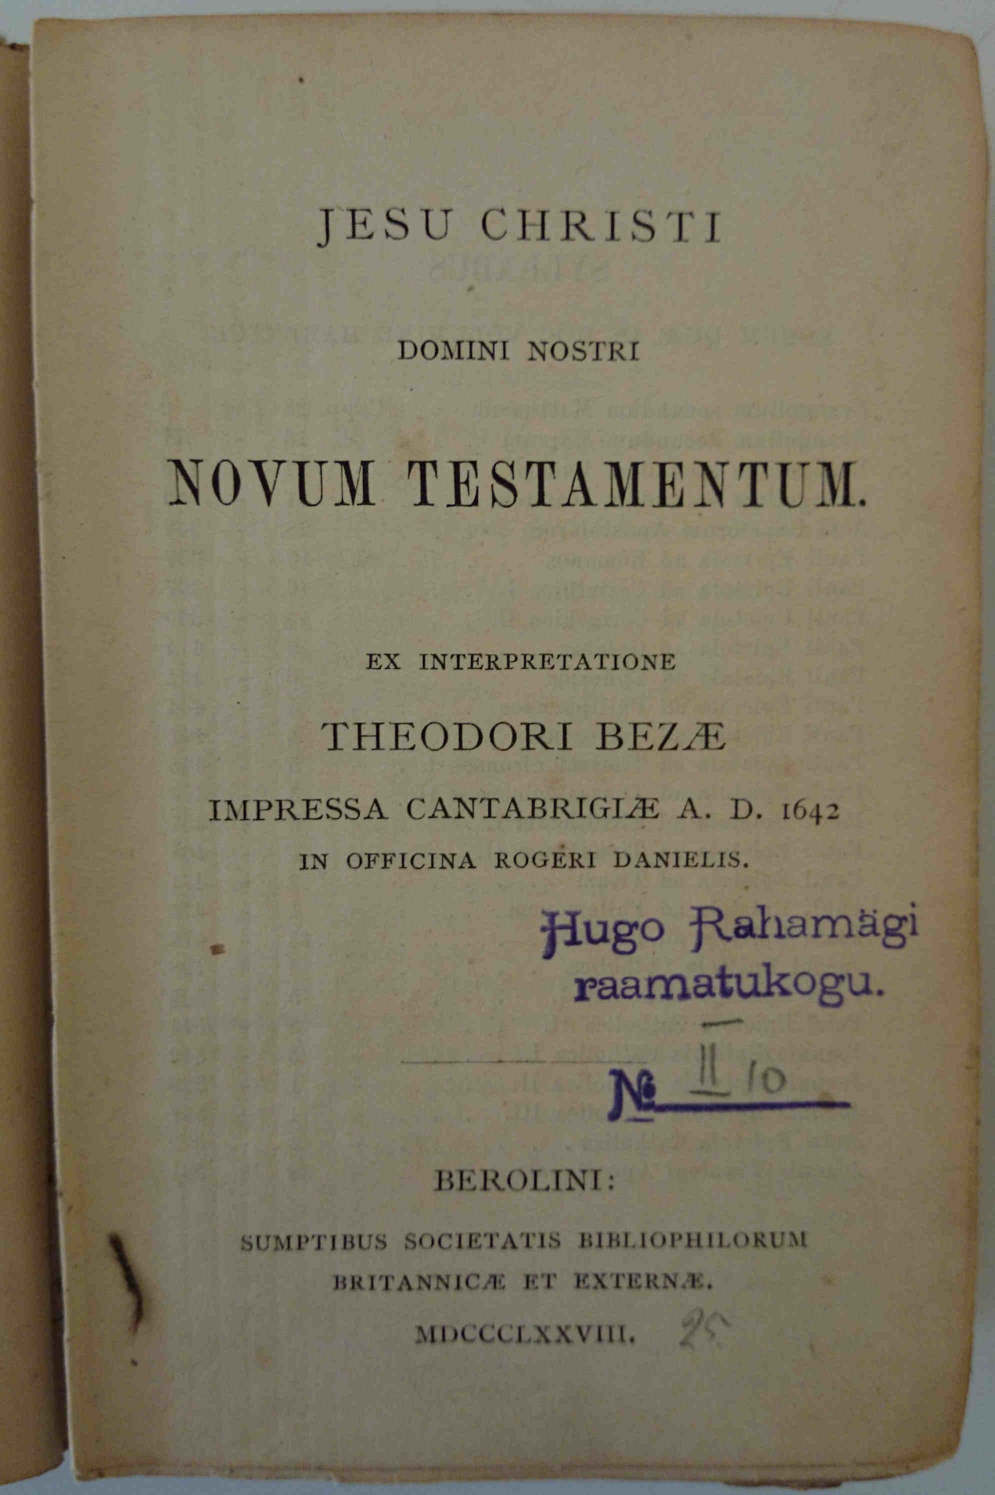 JESU CHRISTI
DOMINI NOSTRI
NOVUM TESTAMENTUM.
EX INTERPRETATIONE
THEODORI BEZÆ
IMPRESSA CANTABRIGIÆ A. D. 1642
IN OFFICINA ROGERI DANIELIS.
Hugo Rahamägi
raamatukogu.
№ II 10
BEROLINI:
SUMPTIBUS SOCIETATIS BIBLIOPHILORUM
BRITANNICÆ ET EXTERNÆ.
MDCCCLXXVIII. 25